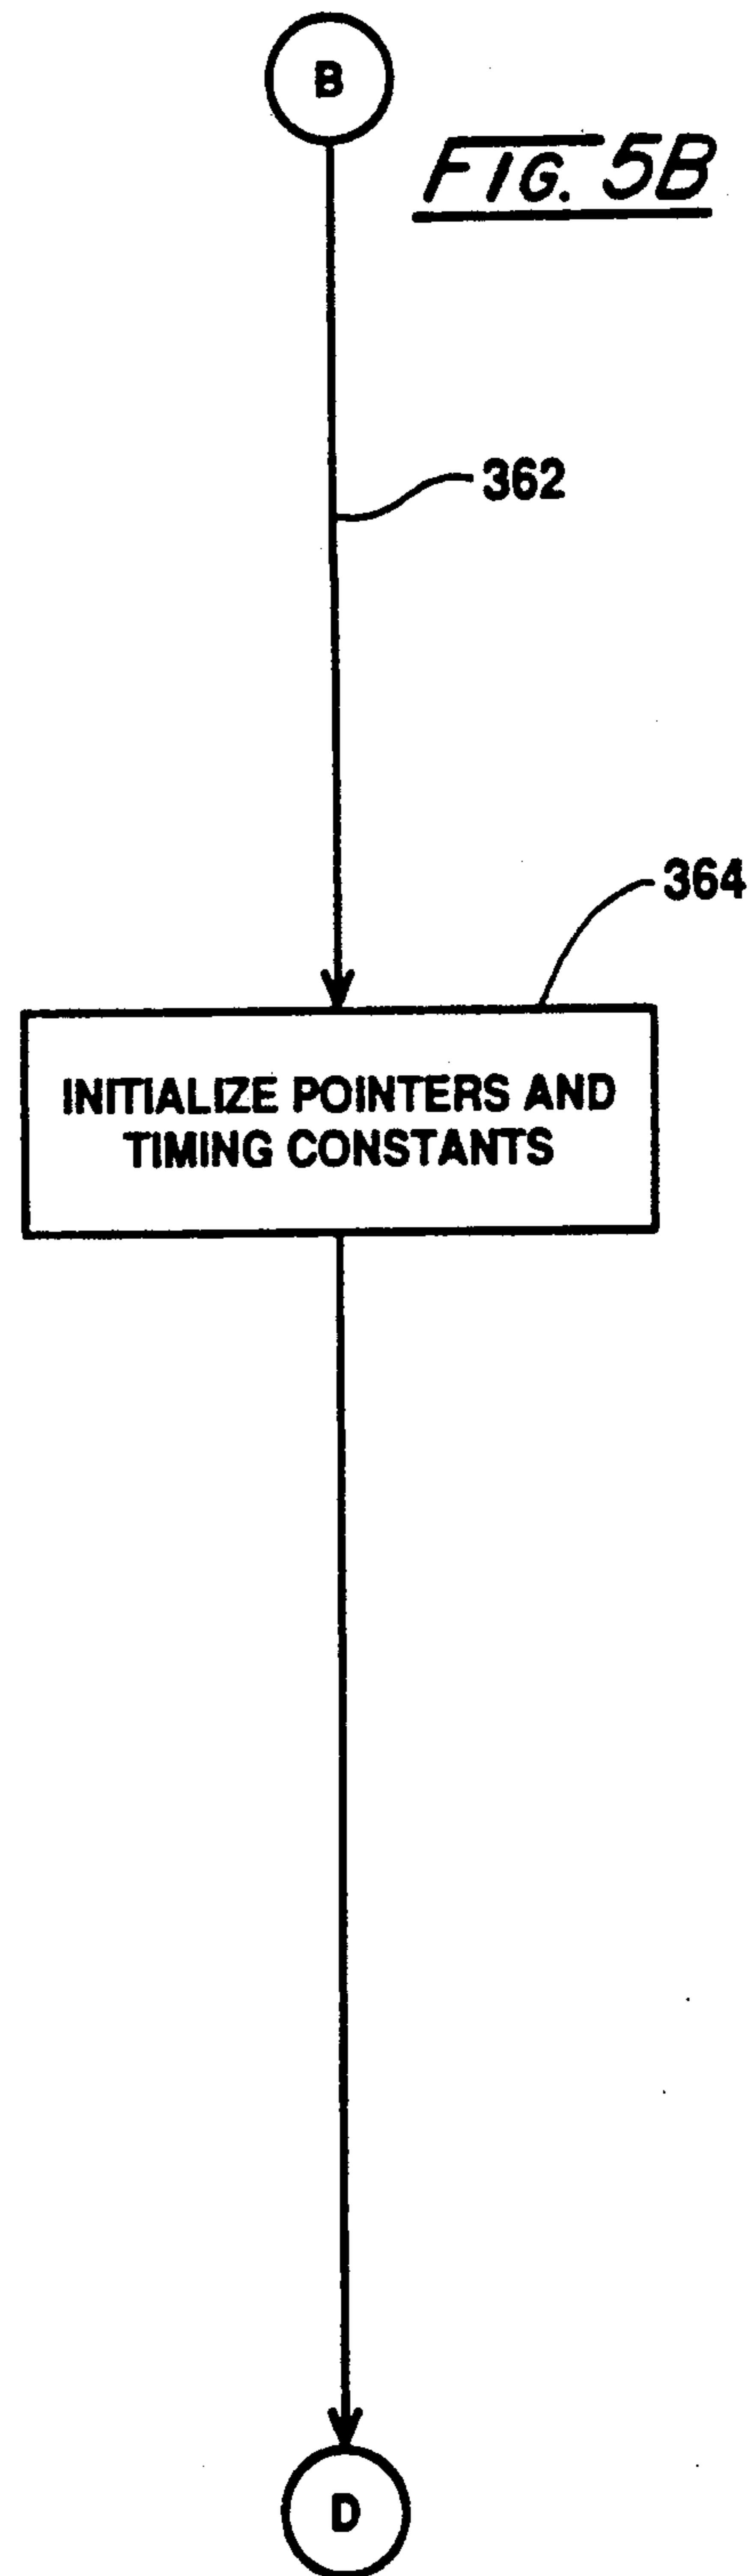 B
FIG. 5B
362
364
INITIALIZE POINTERS AND
TIMING CONSTANTS
D